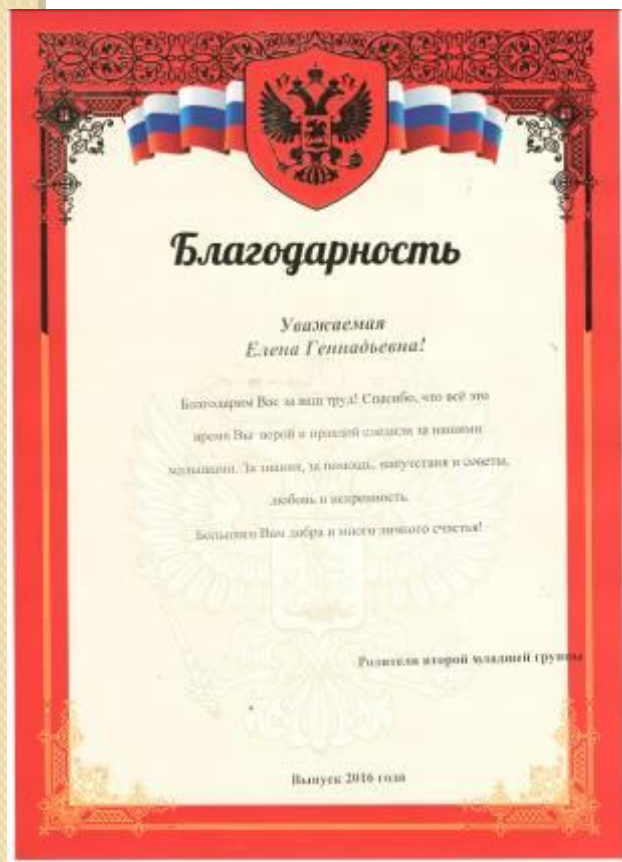 Благодарность
Уважаемая
Елена Геннадьевна!
Благодарим Вас за ваш труд! Спасибо, что всё это
время Вы верой и правдой следили за нашими
малышами. За знания, за помощь, напутствия и советы,
любовь и искренность.
Вам добра и много личного счастья!
Родители второй младшей группы
Выпуск 2016 года